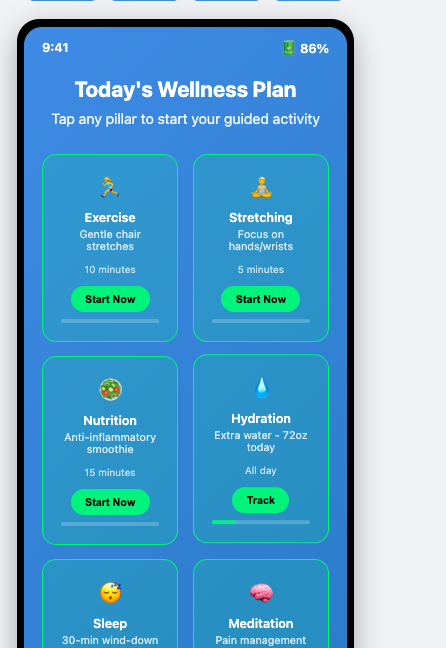 9:41
86%
Today's Wellness Plan
Tap any pillar to start your guided activity
Exercise
Gentle chair
stretches
10 minutes
Start Now
Stretching
Focus on
hands/wrists
5 minutes
Start Now
Nutrition
Anti-inflammatory
smoothie
15 minutes
Start Now
Hydration
Extra water - 72oz
today
All day
Track
Sleep
30-min wind-down
Meditation
Pain management